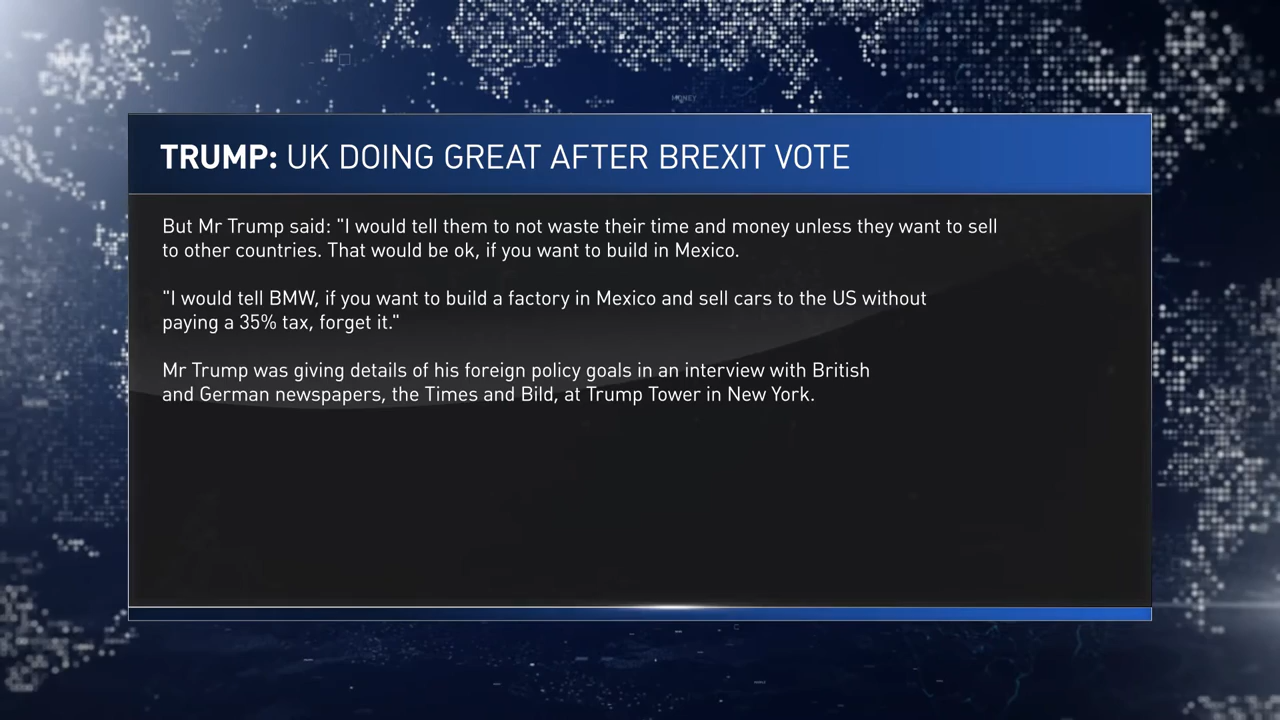 MONEY
TRUMP: UK DOING GREAT AFTER BREXIT VOTE
But Mr Trump said: "I would tell them to not waste their time and money unless they want to sell
to other countries. That would be ok, if you want to build in Mexico.
"I would tell BMW, if you want to build a factory in Mexico and sell cars to the US without
paying a 35% tax, forget it."
Mr Trump was giving details of his foreign policy goals in an interview with British
and German newspapers, the Times and Bild, at Trump Tower in New York.